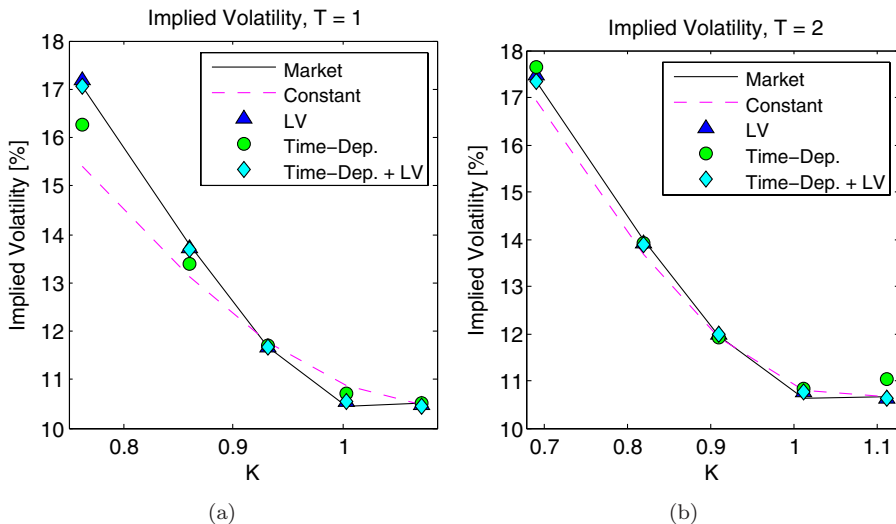 Implied Volatility, T = 1
18
17
16
15
14
13
12
11
10
Implied Volatility [%]
Market
Constant
LV
Time-Dep.
Time-Dep. + LV
0.8 0.9 1
K
(a)
Implied Volatility, T = 2
18
17
16
15
14
13
12
11
10
Implied Volatility [%]
Market
Constant
LV
Time-Dep.
Time-Dep. + LV
0.7 0.8 0.9 1 1.1
K
(b)